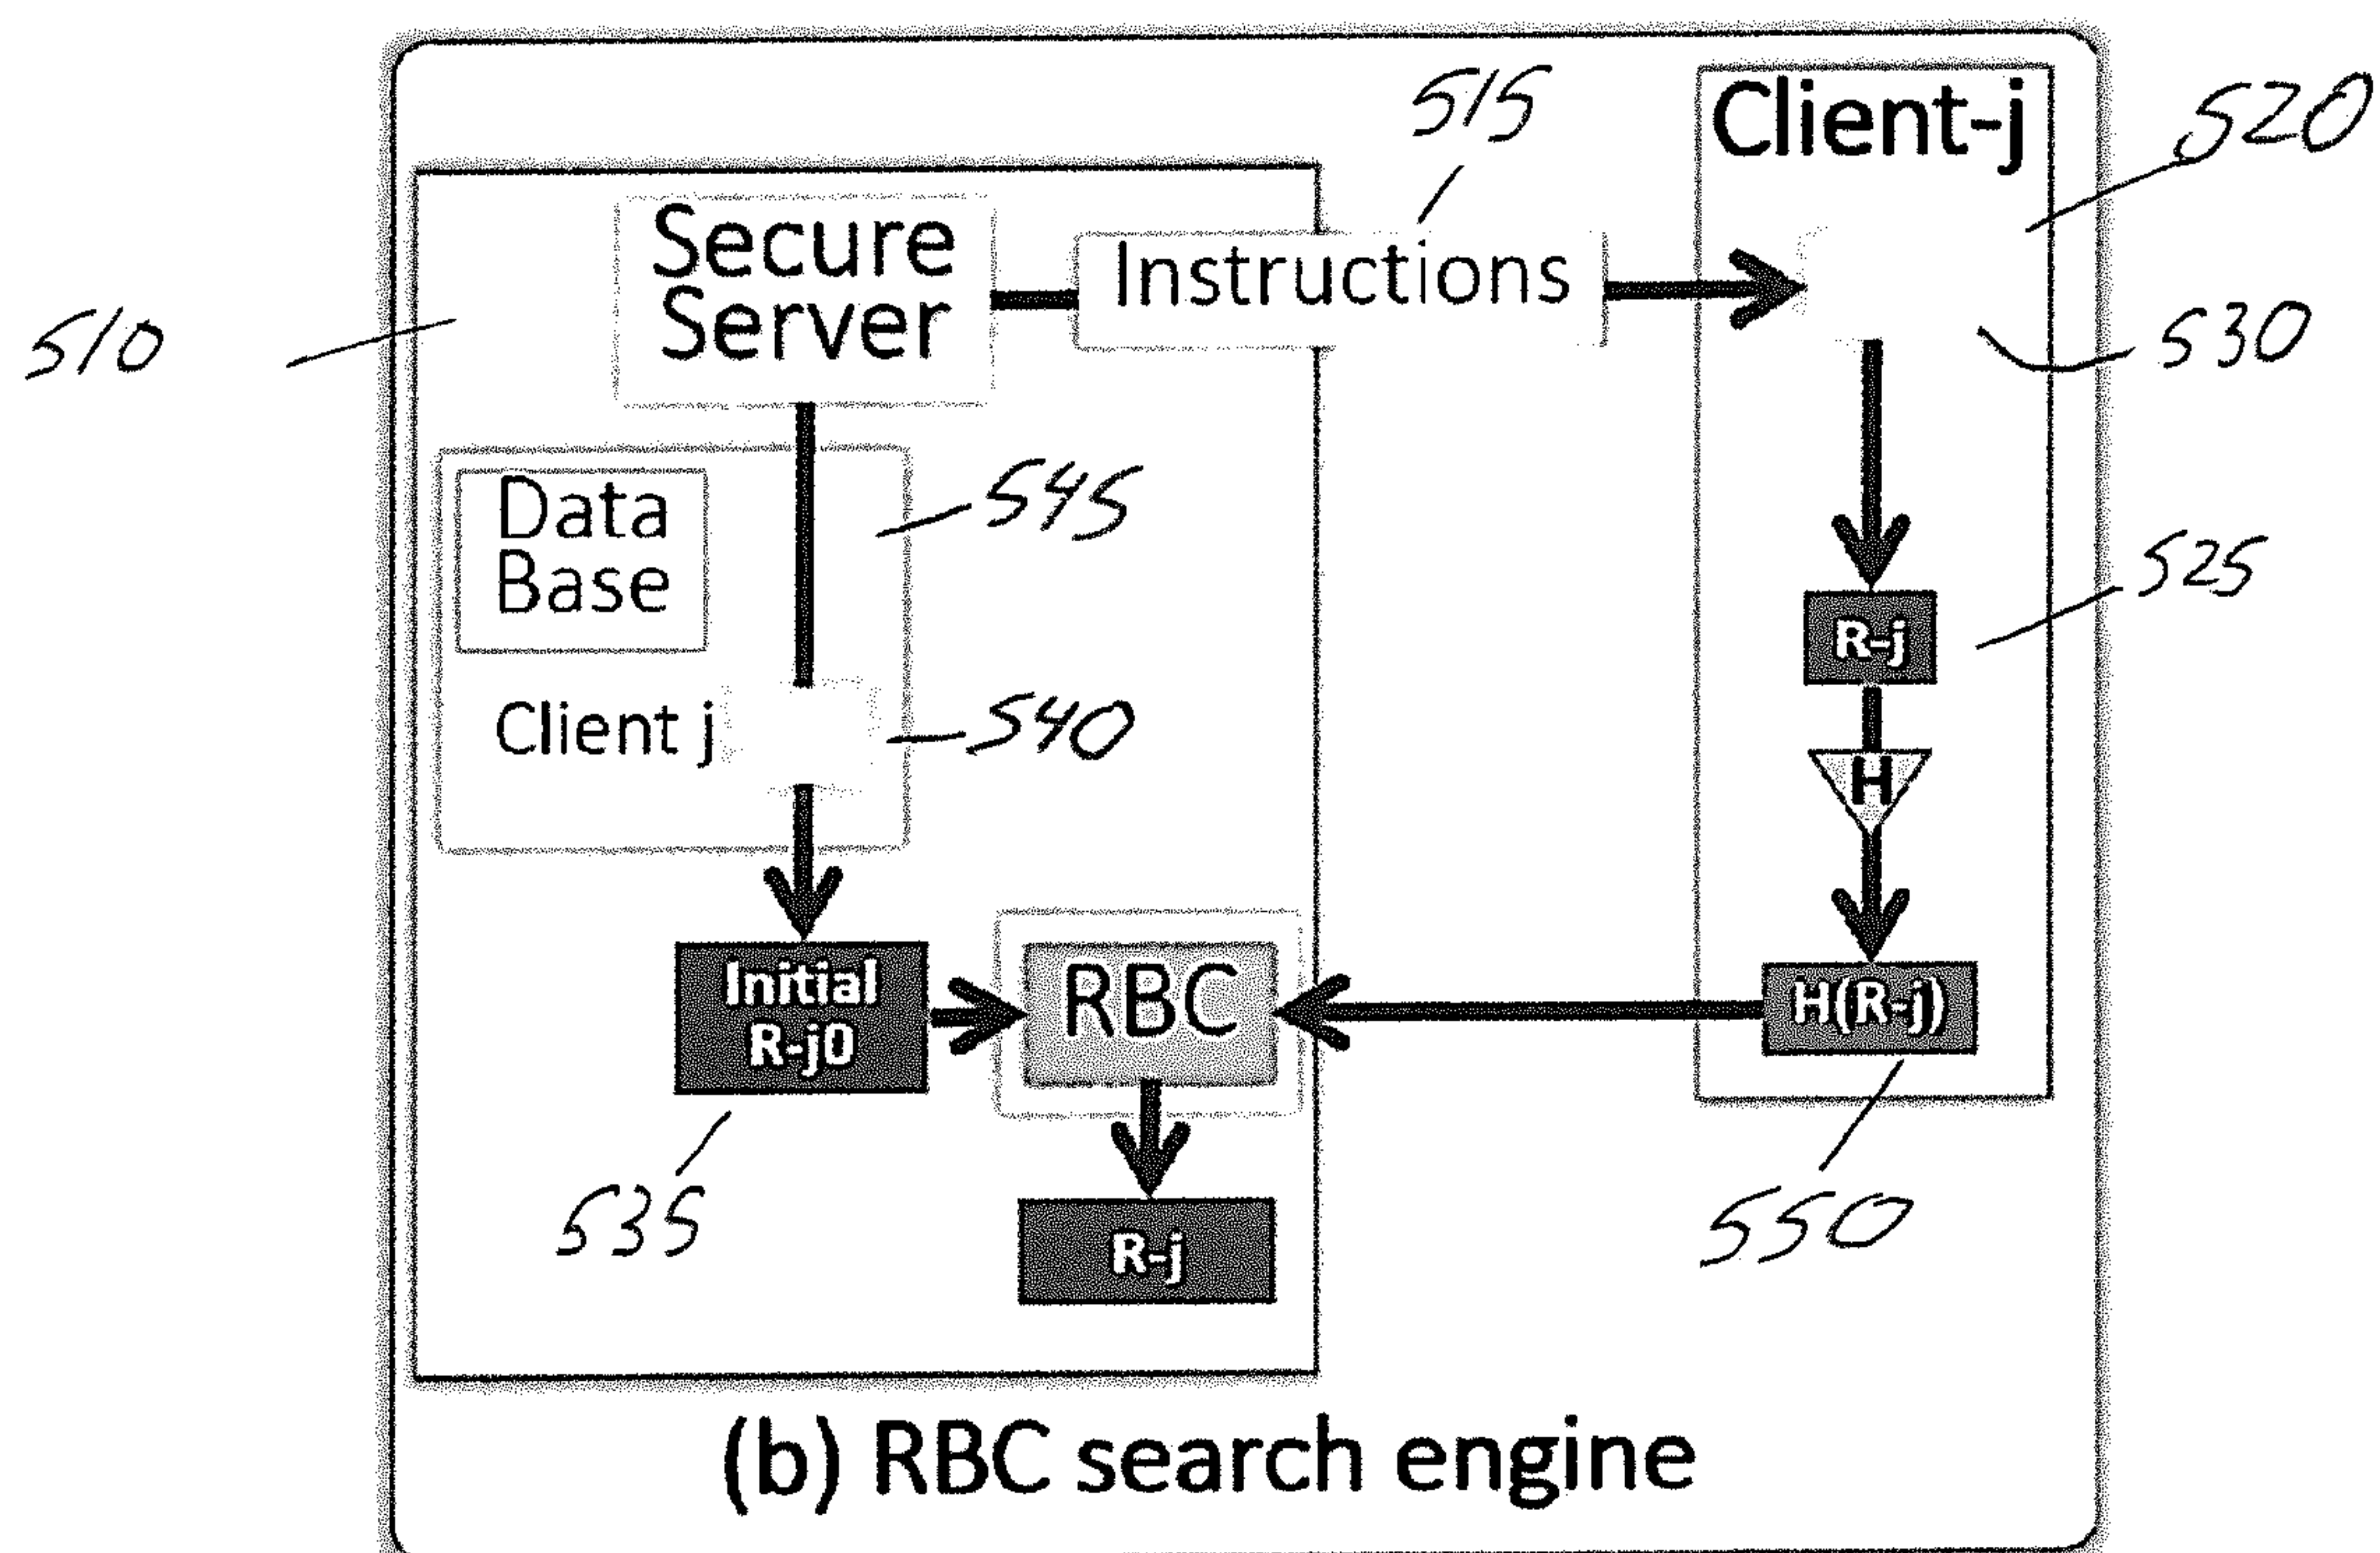 515
Client-j
520
Secure
Server
Instructions
510
530
Data
Base
545
525
R-j
Client j
540
H
Initial
R-j0
RBC
H(R-j)
535
R-j
550
(b) RBC search engine